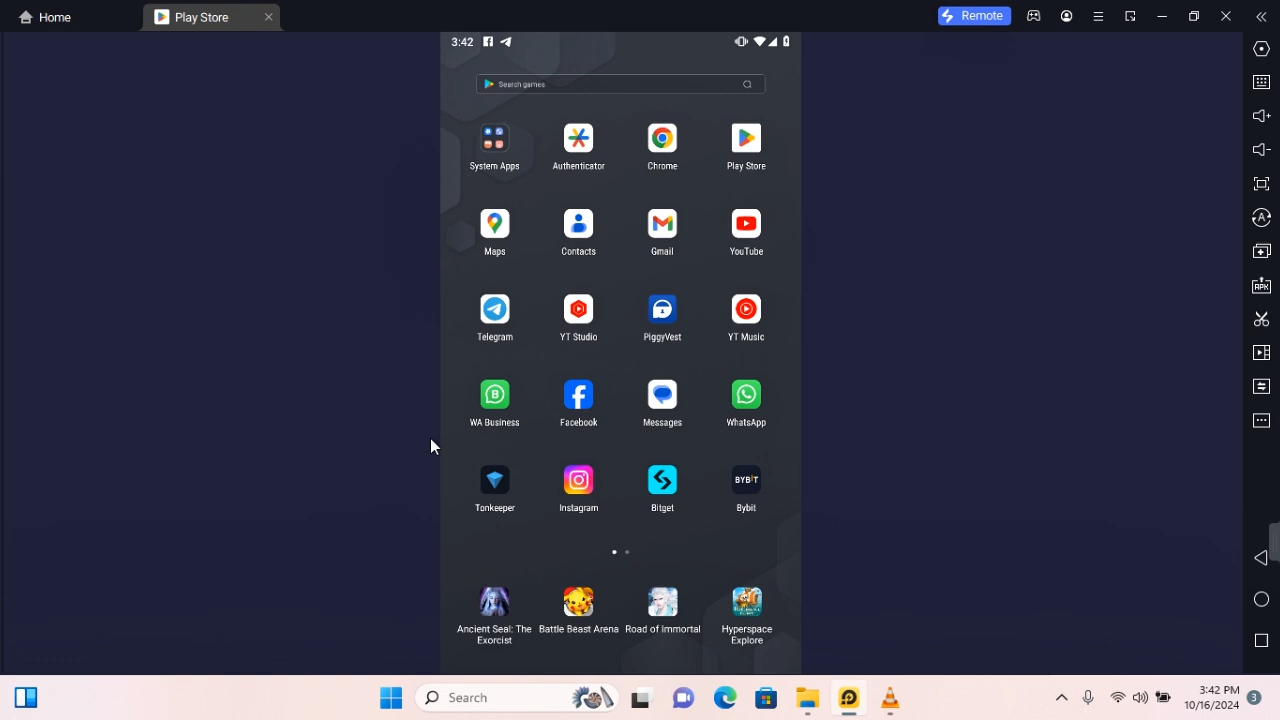 Home
Play Store
Remote
3:42
Search games
System Apps
Authenticator
Chrome
Play Store
Maps
Contacts
Gmail
YouTube
Telegram
YT Studio
PiggyVest
YT Music
WA Business
Facebook
Messages
WhatsApp
BYBIT
Tonkeeper
Instagram
Bitget
Bybit
Ancient Seal: The
Exorcist
Battle Beast Arena
Road of Immortal
Hyperspace
Explore
APK
Search
3:42 PM
10/16/2024
3